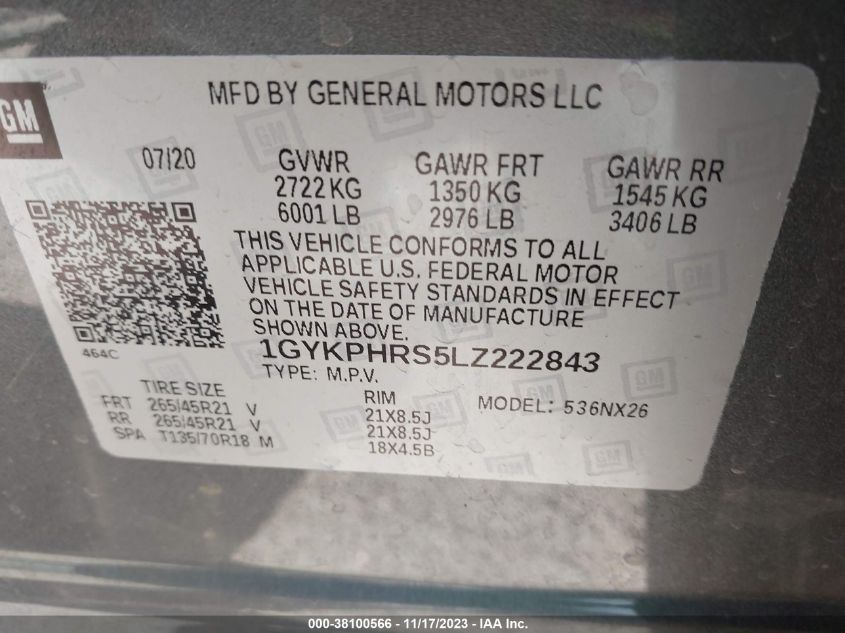 MFD BY GENERAL MOTORS LLC
GM
07/20 GVWR GAWR FRT GAWR RR
2722 KG 1350 KG 1545 KG
6001 LB 2976 LB 3406 LB
THIS VEHICLE CONFORMS TO ALL
APPLICABLE U.S. FEDERAL MOTOR
VEHICLE SAFETY STANDARDS IN EFFECT
ON THE DATE OF MANUFACTURE
SHOWN ABOVE.
464C
1GYKPHRS5LZ222843
TYPE: M.P.V.
TIRE SIZE RIM MODEL: 536NX26
FRT 265/45R21 V 21X8.5J
RR 265/45R21 V 21X8.5J
SPA T135/70R18 M 18X4.5B
000-38100566 - 11/17/2023 - IAA Inc.